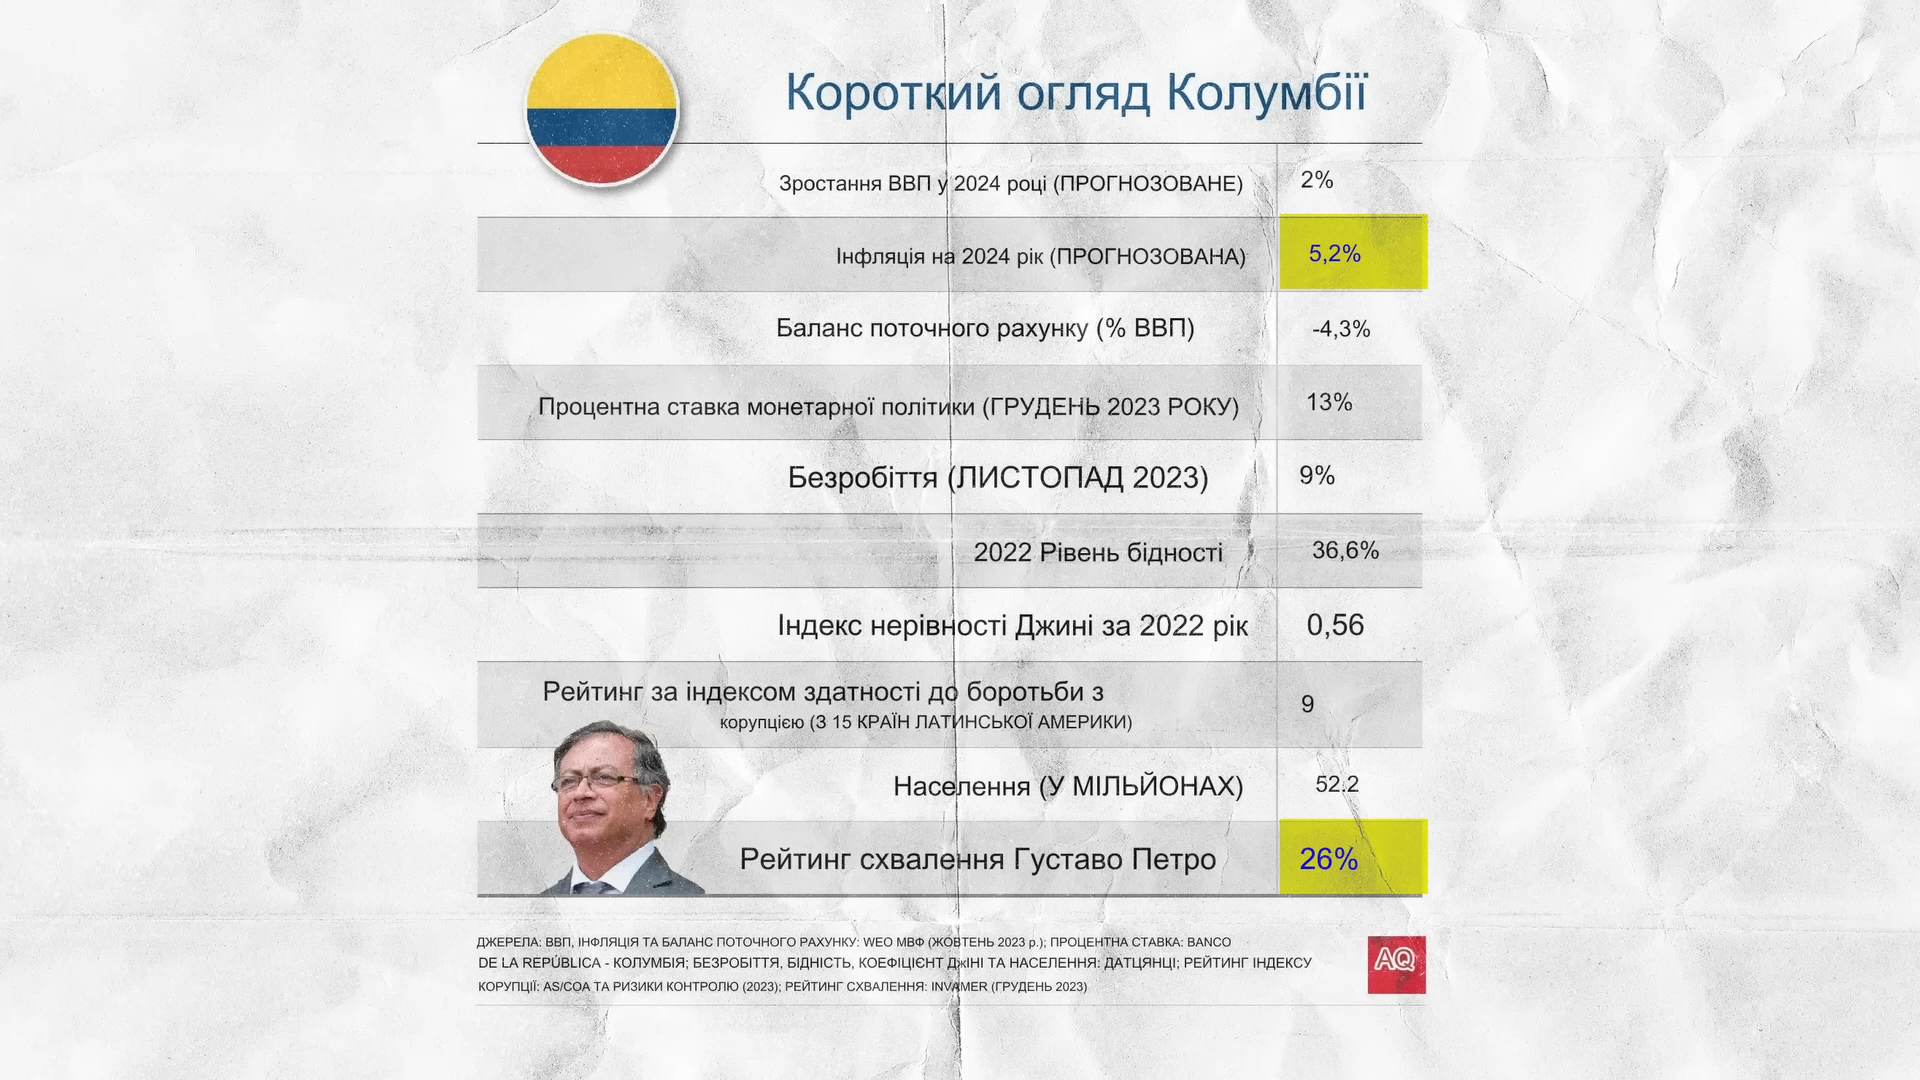 Короткий огляд Колумбії
Зростання ВВП у 2024 році (ПРОГНОЗОВАНЕ) 2%
Інфляція на 2024 рік (ПРОГНОЗОВАНА) 5,2%
Баланс поточного рахунку (% ВВП) -4,3%
Процентна ставка монетарної політики (ГРУДЕНЬ 2023 РОКУ) 13%
Безробіття (ЛИСТОПАД 2023) 9%
2022 Рівень бідності 36,6%
Індекс нерівності Джині за 2022 рік 0,56
Рейтинг за індексом здатності до боротьби з
корупцією (З 15 КРАЇН ЛАТИНСЬКОЇ АМЕРИКИ) 9
Населення (У МІЛЬЙОНАХ) 52.2
Рейтинг схвалення Густаво Петро 26%
ДЖЕРЕЛА: ВВП, ІНФЛЯЦІЯ ТА БАЛАНС ПОТОЧНОГО РАХУНКУ: WEO МВФ (ЖОВТЕНЬ 2023 р.); ПРОЦЕНТНА СТАВКА: BANCO
DE LA REPÚBLICA - КОЛУМБІЯ; БЕЗРОБІТТЯ, БІДНІСТЬ, КОЕФІЦІЄНТ ДжІНІ ТА НАСЕЛЕННЯ: ДАТЦЯНЦІ; РЕЙТИНГ ІНДЕКСУ
КОРУПЦІЇ: AS/COA ТА РИЗИКИ КОНТРОЛЮ (2023); РЕЙТИНГ СХВАЛЕННЯ: INVAMER (ГРУДЕНЬ 2023)
AQ